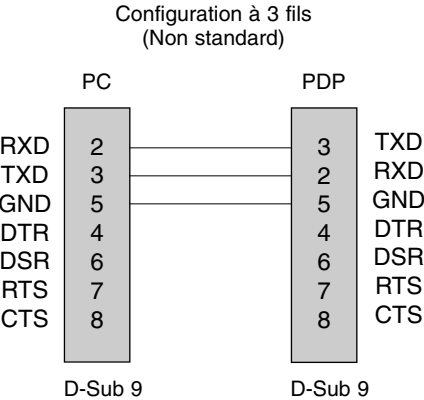 Configuration à 3 fils
(Non standard)
PC PDP
RXD 2 3 TXD
TXD 3 2 RXD
GND 5 5 GND
DTR 4 4 DTR
DSR 6 6 DSR
RTS 7 7 RTS
CTS 8 8 CTS
D-Sub 9 D-Sub 9